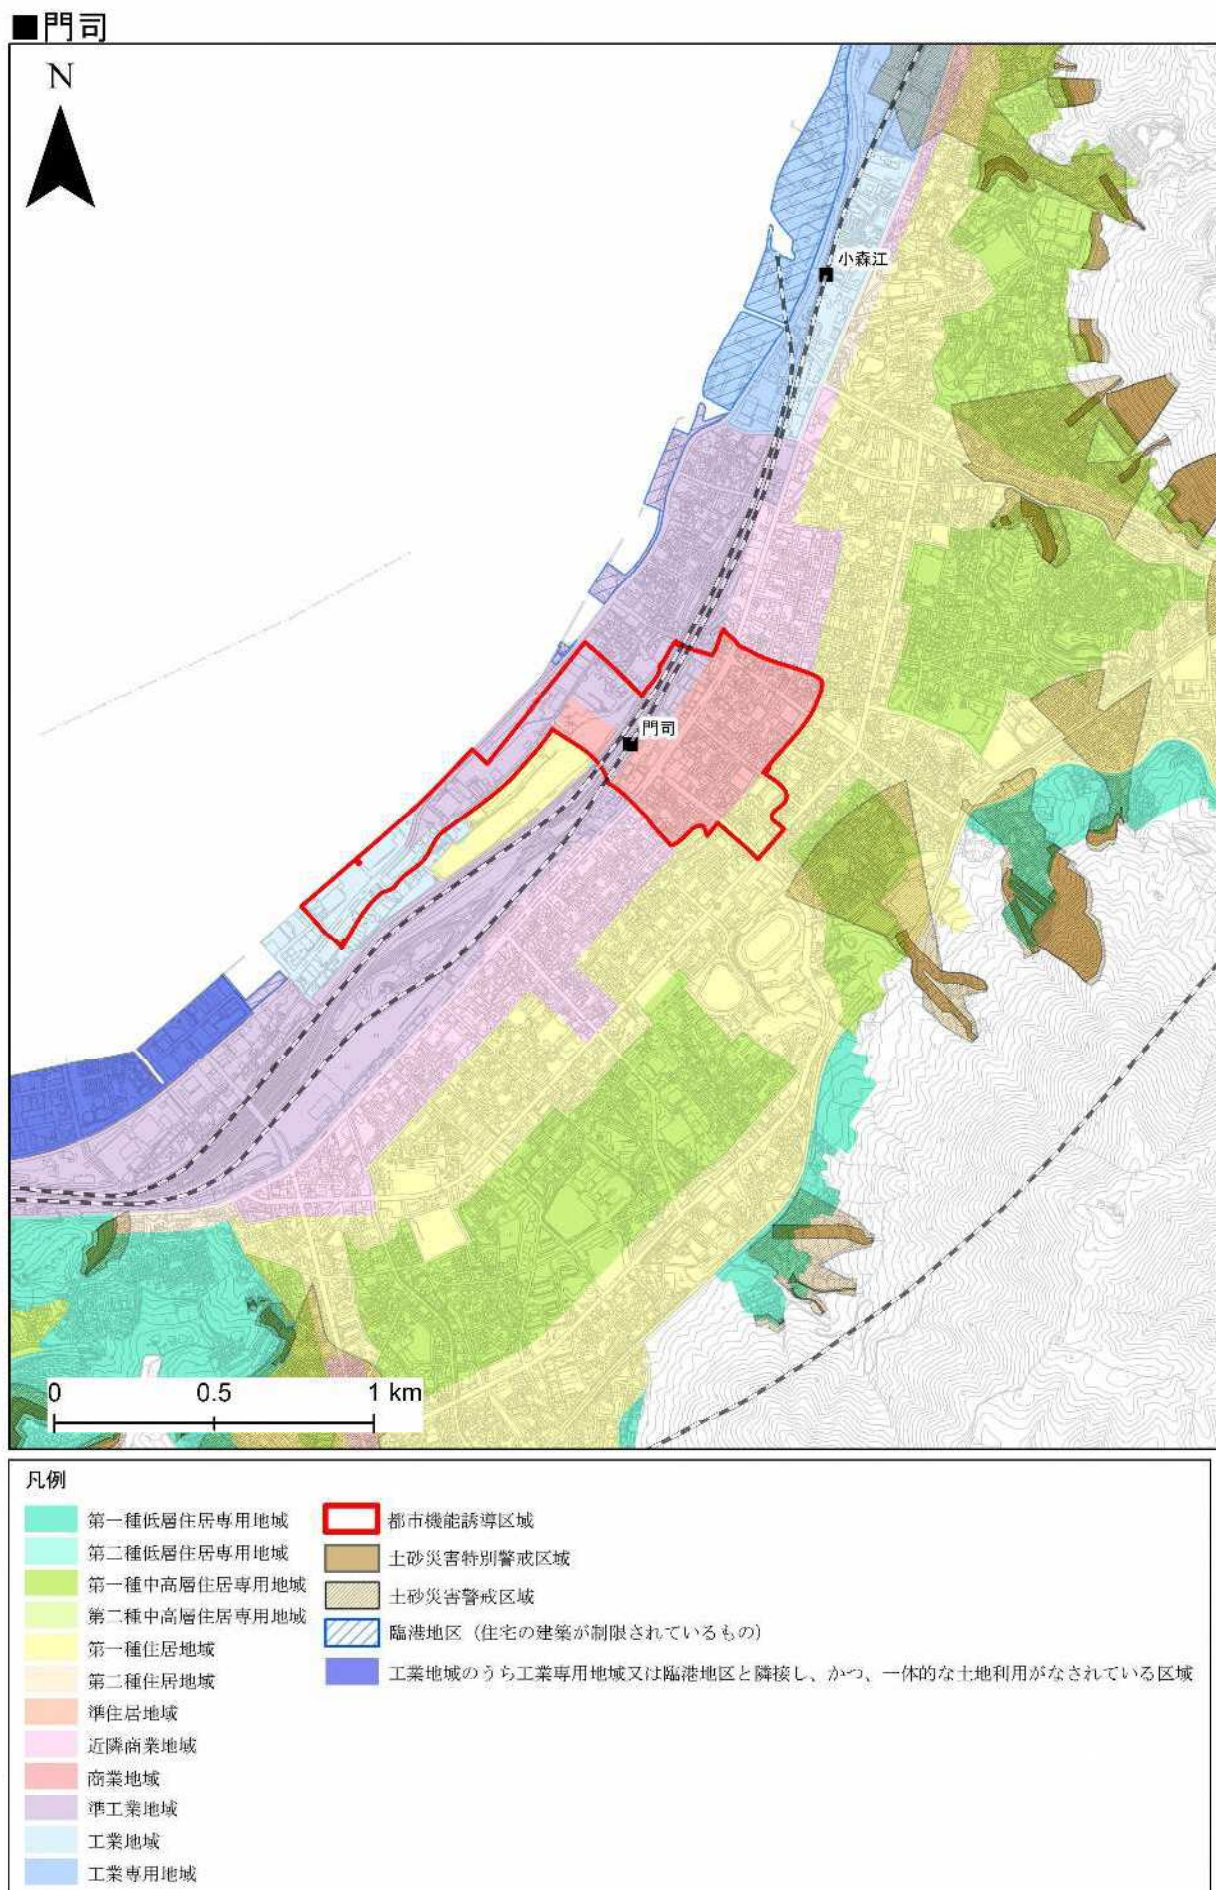 ■門司
N
小森江
門司
0 0.5 1 km
凡例
第一種低層住居専用地域
第二種低層住居専用地域
第一種中高層住居専用地域
第二種中高層住居専用地域
第一種住居地域
第二種住居地域
準住居地域
近隣商業地域
商業地域
準工業地域
工業地域
工業専用地域
都市機能誘導区域
土砂災害特別警戒区域
土砂災害警戒区域
臨港地区（住宅の建築が制限されているもの）
工業地域のうち工業専用地域又は臨港地区と隣接し、かつ、一体的な土地利用がなされている区域